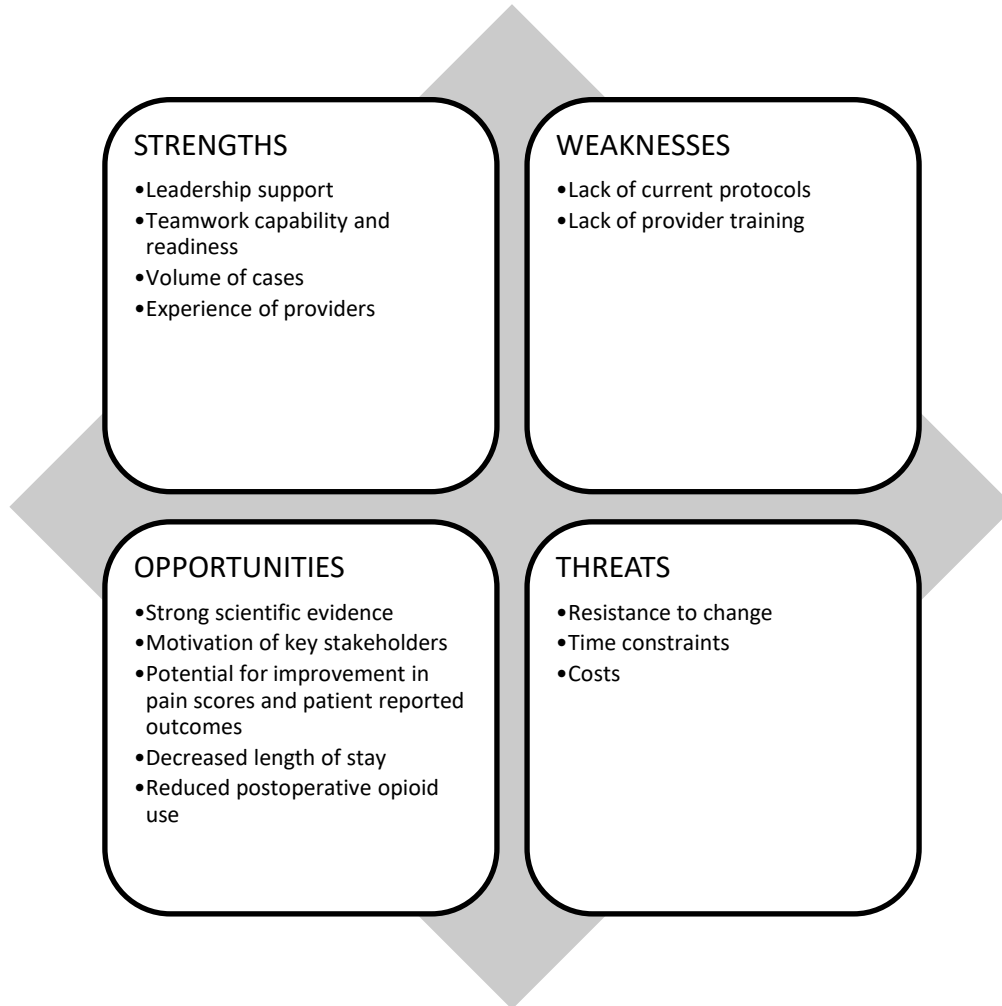 STRENGTHS
•Leadership support
•Teamwork capability and
readiness
•Volume of cases
•Experience of providers
WEAKNESSES
•Lack of current protocols
•Lack of provider training
OPPORTUNITIES
•Strong scientific evidence
•Motivation of key stakeholders
•Potential for improvement in
pain scores and patient reported
outcomes
•Decreased length of stay
•Reduced postoperative opioid
use
THREATS
•Resistance to change
•Time constraints
•Costs